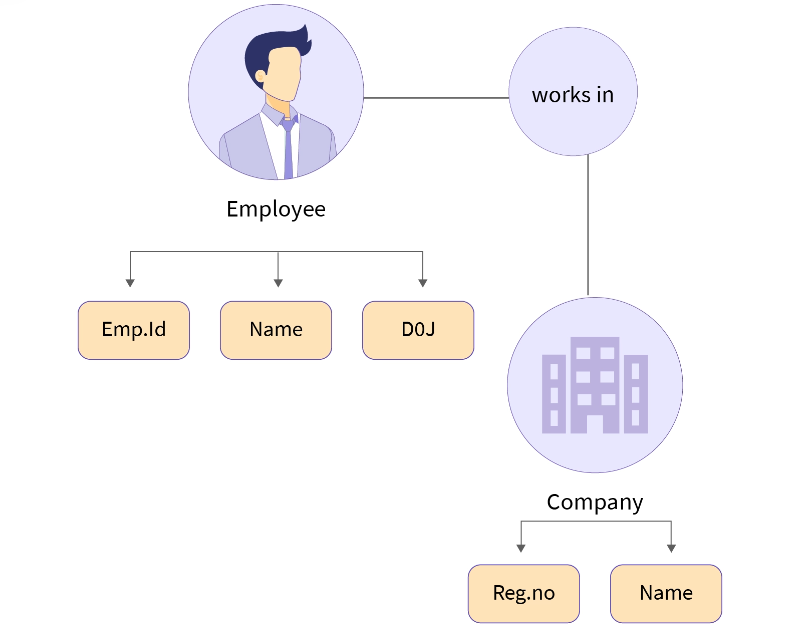 works in
Employee
Emp.Id
Name
D0J
Company
Reg.no
Name